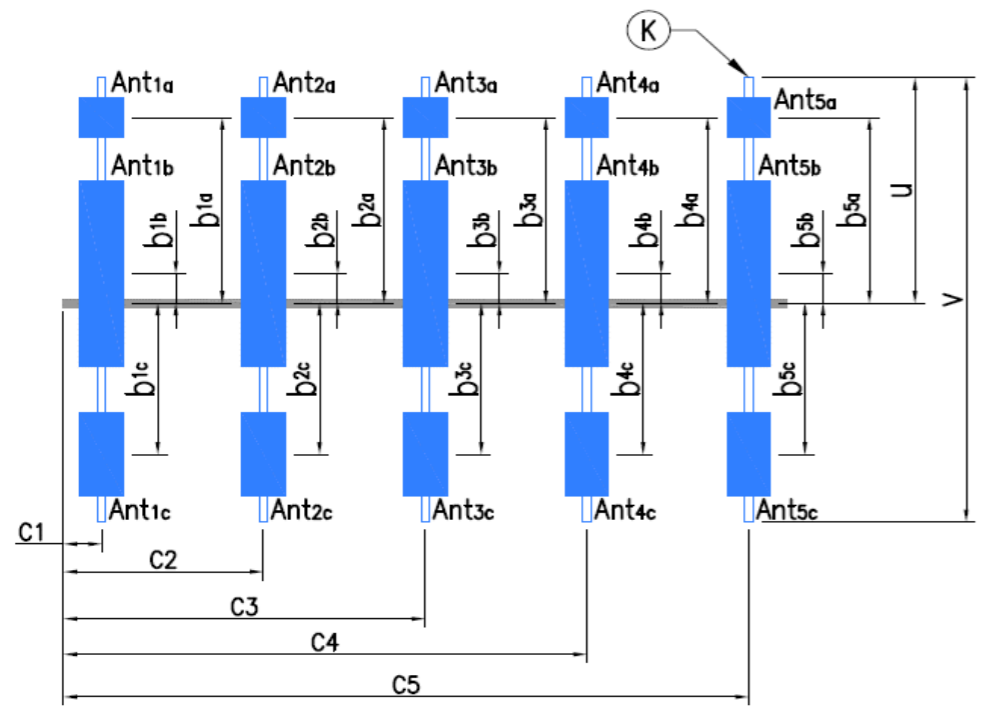 K
Ant1a Ant2a Ant3a Ant4a Ant5a
Ant1b Ant2b Ant3b Ant4b Ant5b
b1b b1a b2b b2a b3b b3a b4b b4a b5b b5a u v
b1c b2c b3c b4c b5c
Ant1c Ant2c Ant3c Ant4c Ant5c
C1
C2
C3
C4
C5